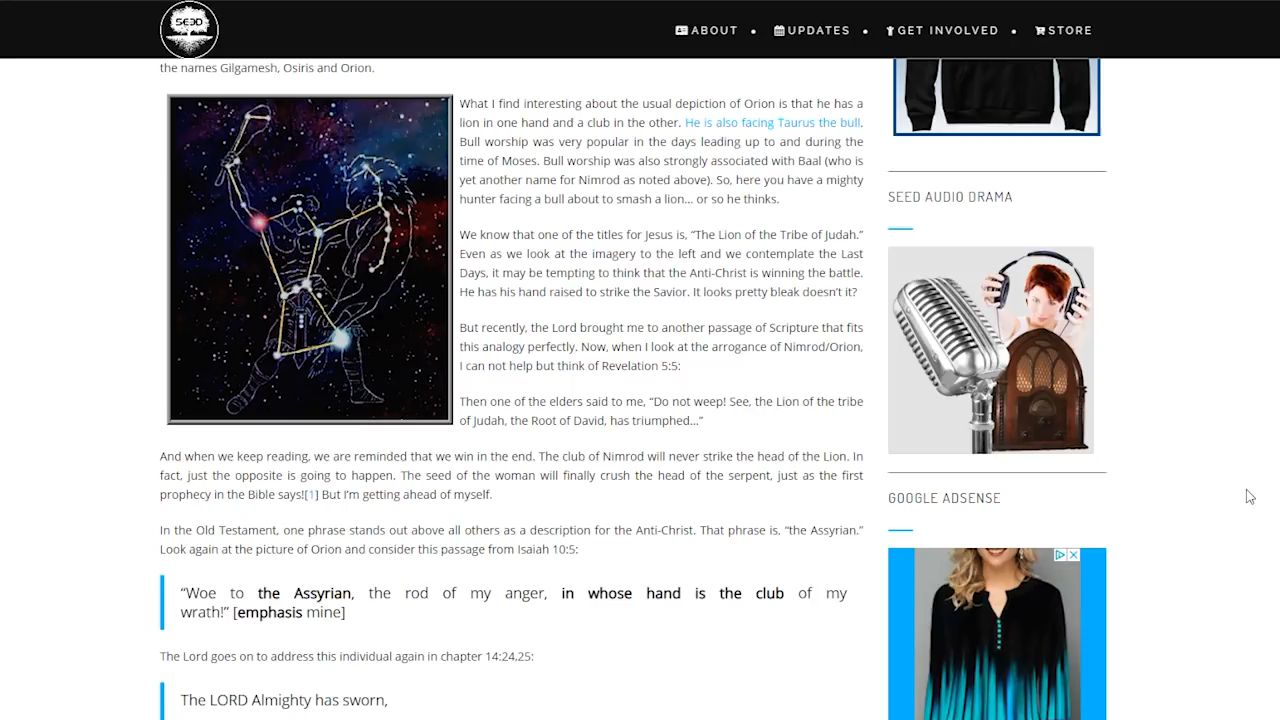 SEED
ABOUT
UPDATES
GET INVOLVED
STORE
the names Gilgamesh, Osiris and Orion.
What I find interesting about the usual depiction of Orion is that he has a
lion in one hand and a club in the other. He is also facing Taurus the bull.
Bull worship was very popular in the days leading up to and during the
time of Moses. Bull worship was also strongly associated with Baal (who is
yet another name for Nimrod as noted above). So, here you have a mighty
hunter facing a bull about to smash a lion… or so he thinks.
We know that one of the titles for Jesus is, “The Lion of the Tribe of Judah.”
Even as we look at the imagery to the left and we contemplate the Last
Days, it may be tempting to think that the Anti-Christ is winning the battle.
He has his hand raised to strike the Savior. It looks pretty bleak doesn’t it?
But recently, the Lord brought me to another passage of Scripture that fits
this analogy perfectly. Now, when I look at the arrogance of Nimrod/Orion,
I can not help but think of Revelation 5:5:
Then one of the elders said to me, “Do not weep! See, the Lion of the tribe
of Judah, the Root of David, has triumphed…”
And when we keep reading, we are reminded that we win in the end. The club of Nimrod will never strike the head of the Lion. In
fact, just the opposite is going to happen. The seed of the woman will finally crush the head of the serpent, just as the first
prophecy in the Bible says![1] But I’m getting ahead of myself.
In the Old Testament, one phrase stands out above all others as a description for the Anti-Christ. That phrase is, “the Assyrian.”
Look again at the picture of Orion and consider this passage from Isaiah 10:5:
“Woe to the Assyrian, the rod of my anger, in whose hand is the club of my
wrath!” [emphasis mine]
The Lord goes on to address this individual again in chapter 14:24,25:
The LORD Almighty has sworn,
SEED AUDIO DRAMA
GOOGLE ADSENSE